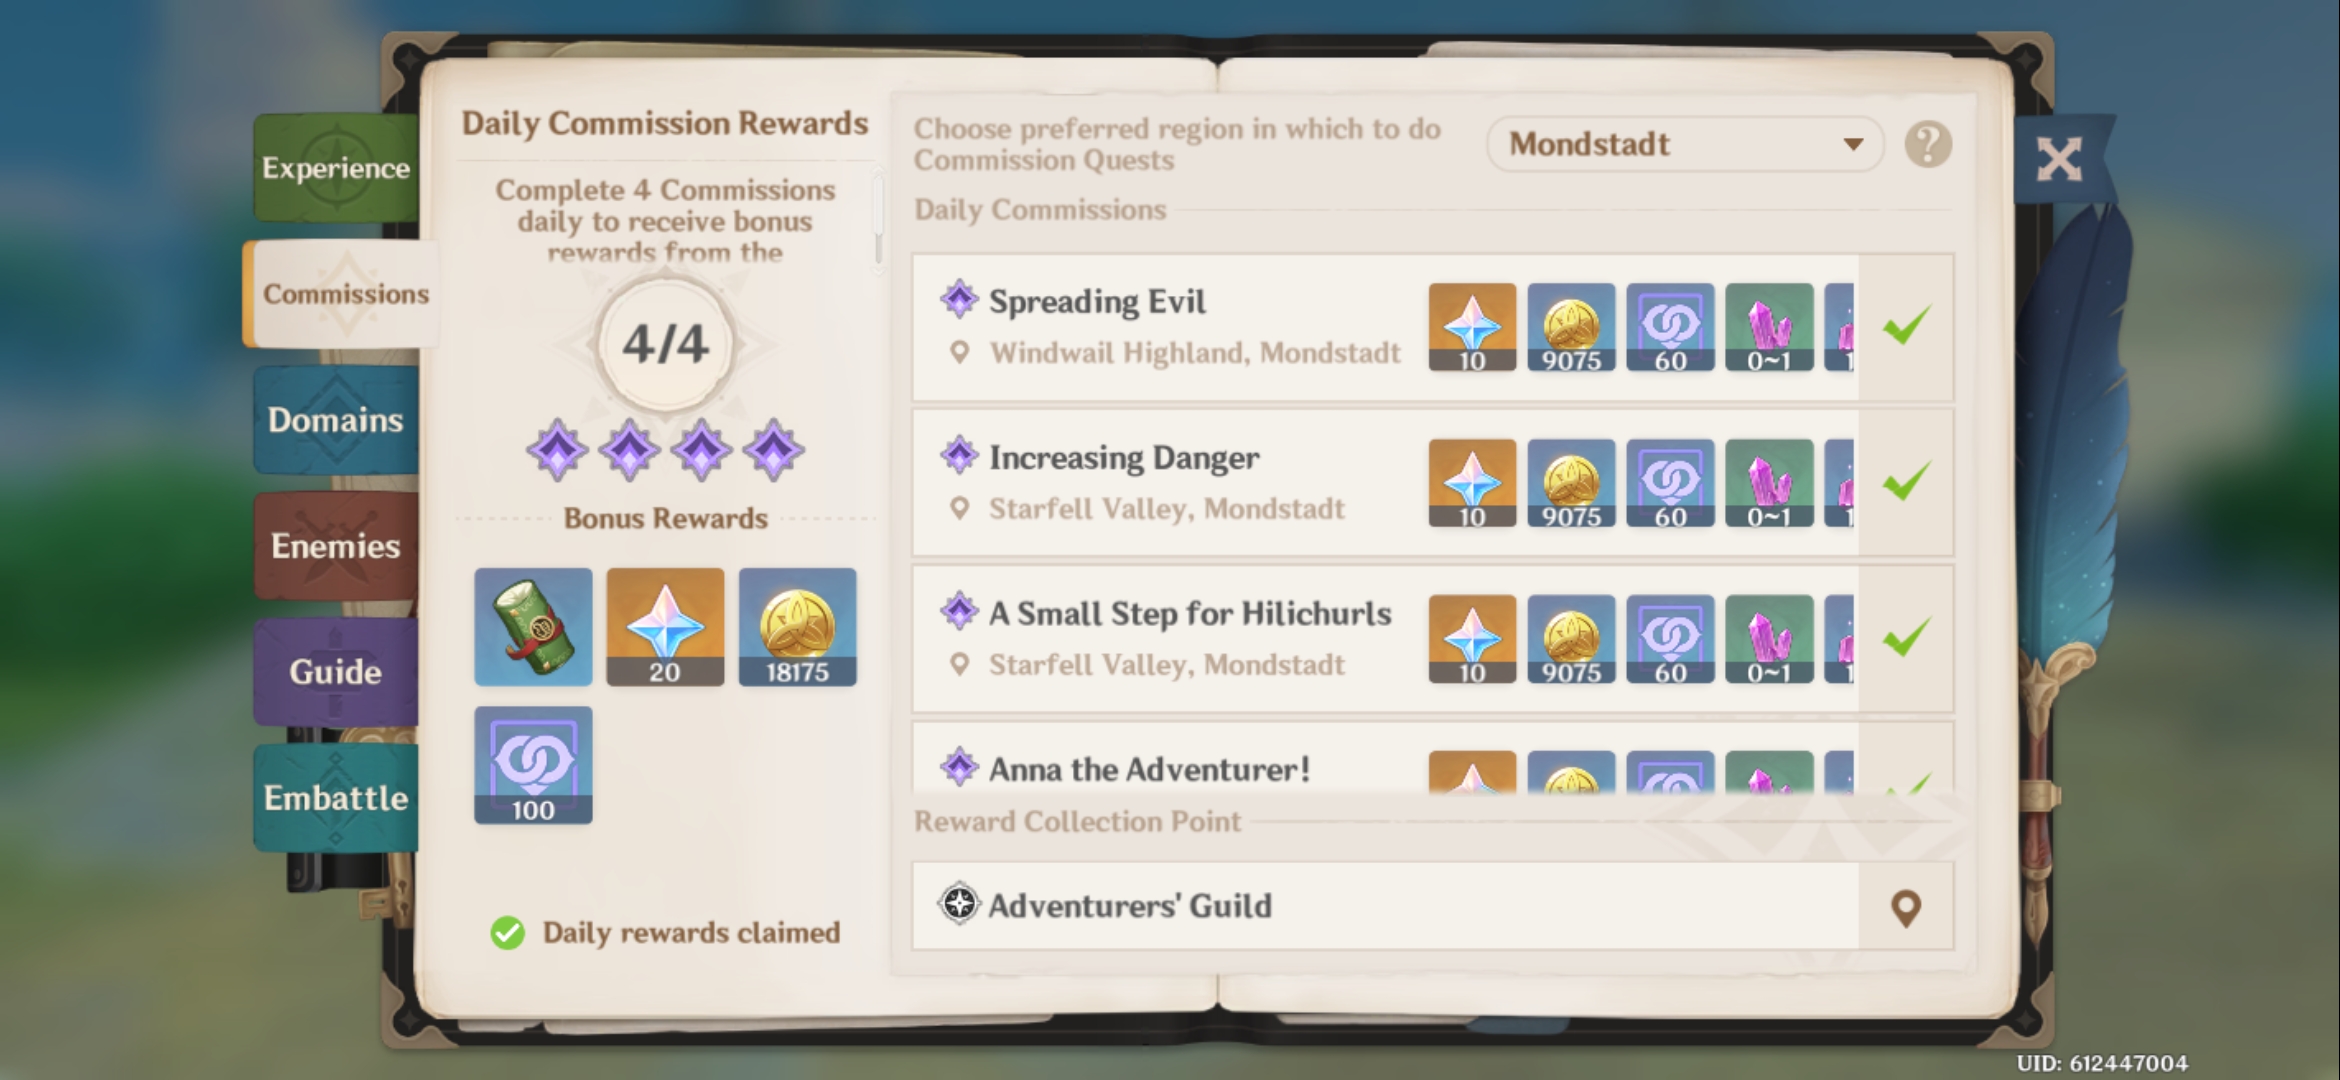 Experience
Commissions
Domains
Enemies
Guide
Embattle
Daily Commission Rewards
Complete 4 Commissions
daily to receive bonus
rewards from the
4/4
Bonus Rewards
20
18175
100
Daily rewards claimed
Choose preferred region in which to do
Commission Quests
Mondstadt
?
Daily Commissions
Spreading Evil
Windwail Highland, Mondstadt
10
9075
60
0~1
1
Increasing Danger
Starfell Valley, Mondstadt
10
9075
60
0~1
1
A Small Step for Hilichurls
Starfell Valley, Mondstadt
10
9075
60
0~1
1
Anna the Adventurer!
Reward Collection Point
Adventurers' Guild
UID: 612447004